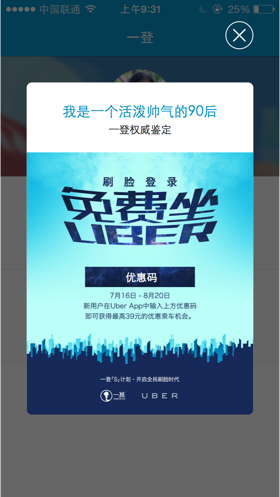 中国联通 上午9:31 25%
一登
我是一个活泼帅气的90后
一登权威鉴定
刷脸登录
免费坐
UBER
优惠码
7月16日 - 8月20日
新用户在Uber App中输入上方优惠码
即可获得最高39元的优惠乘车机会。
一登「S₂计划 · 开启全民刷脸时代
一基
UBER